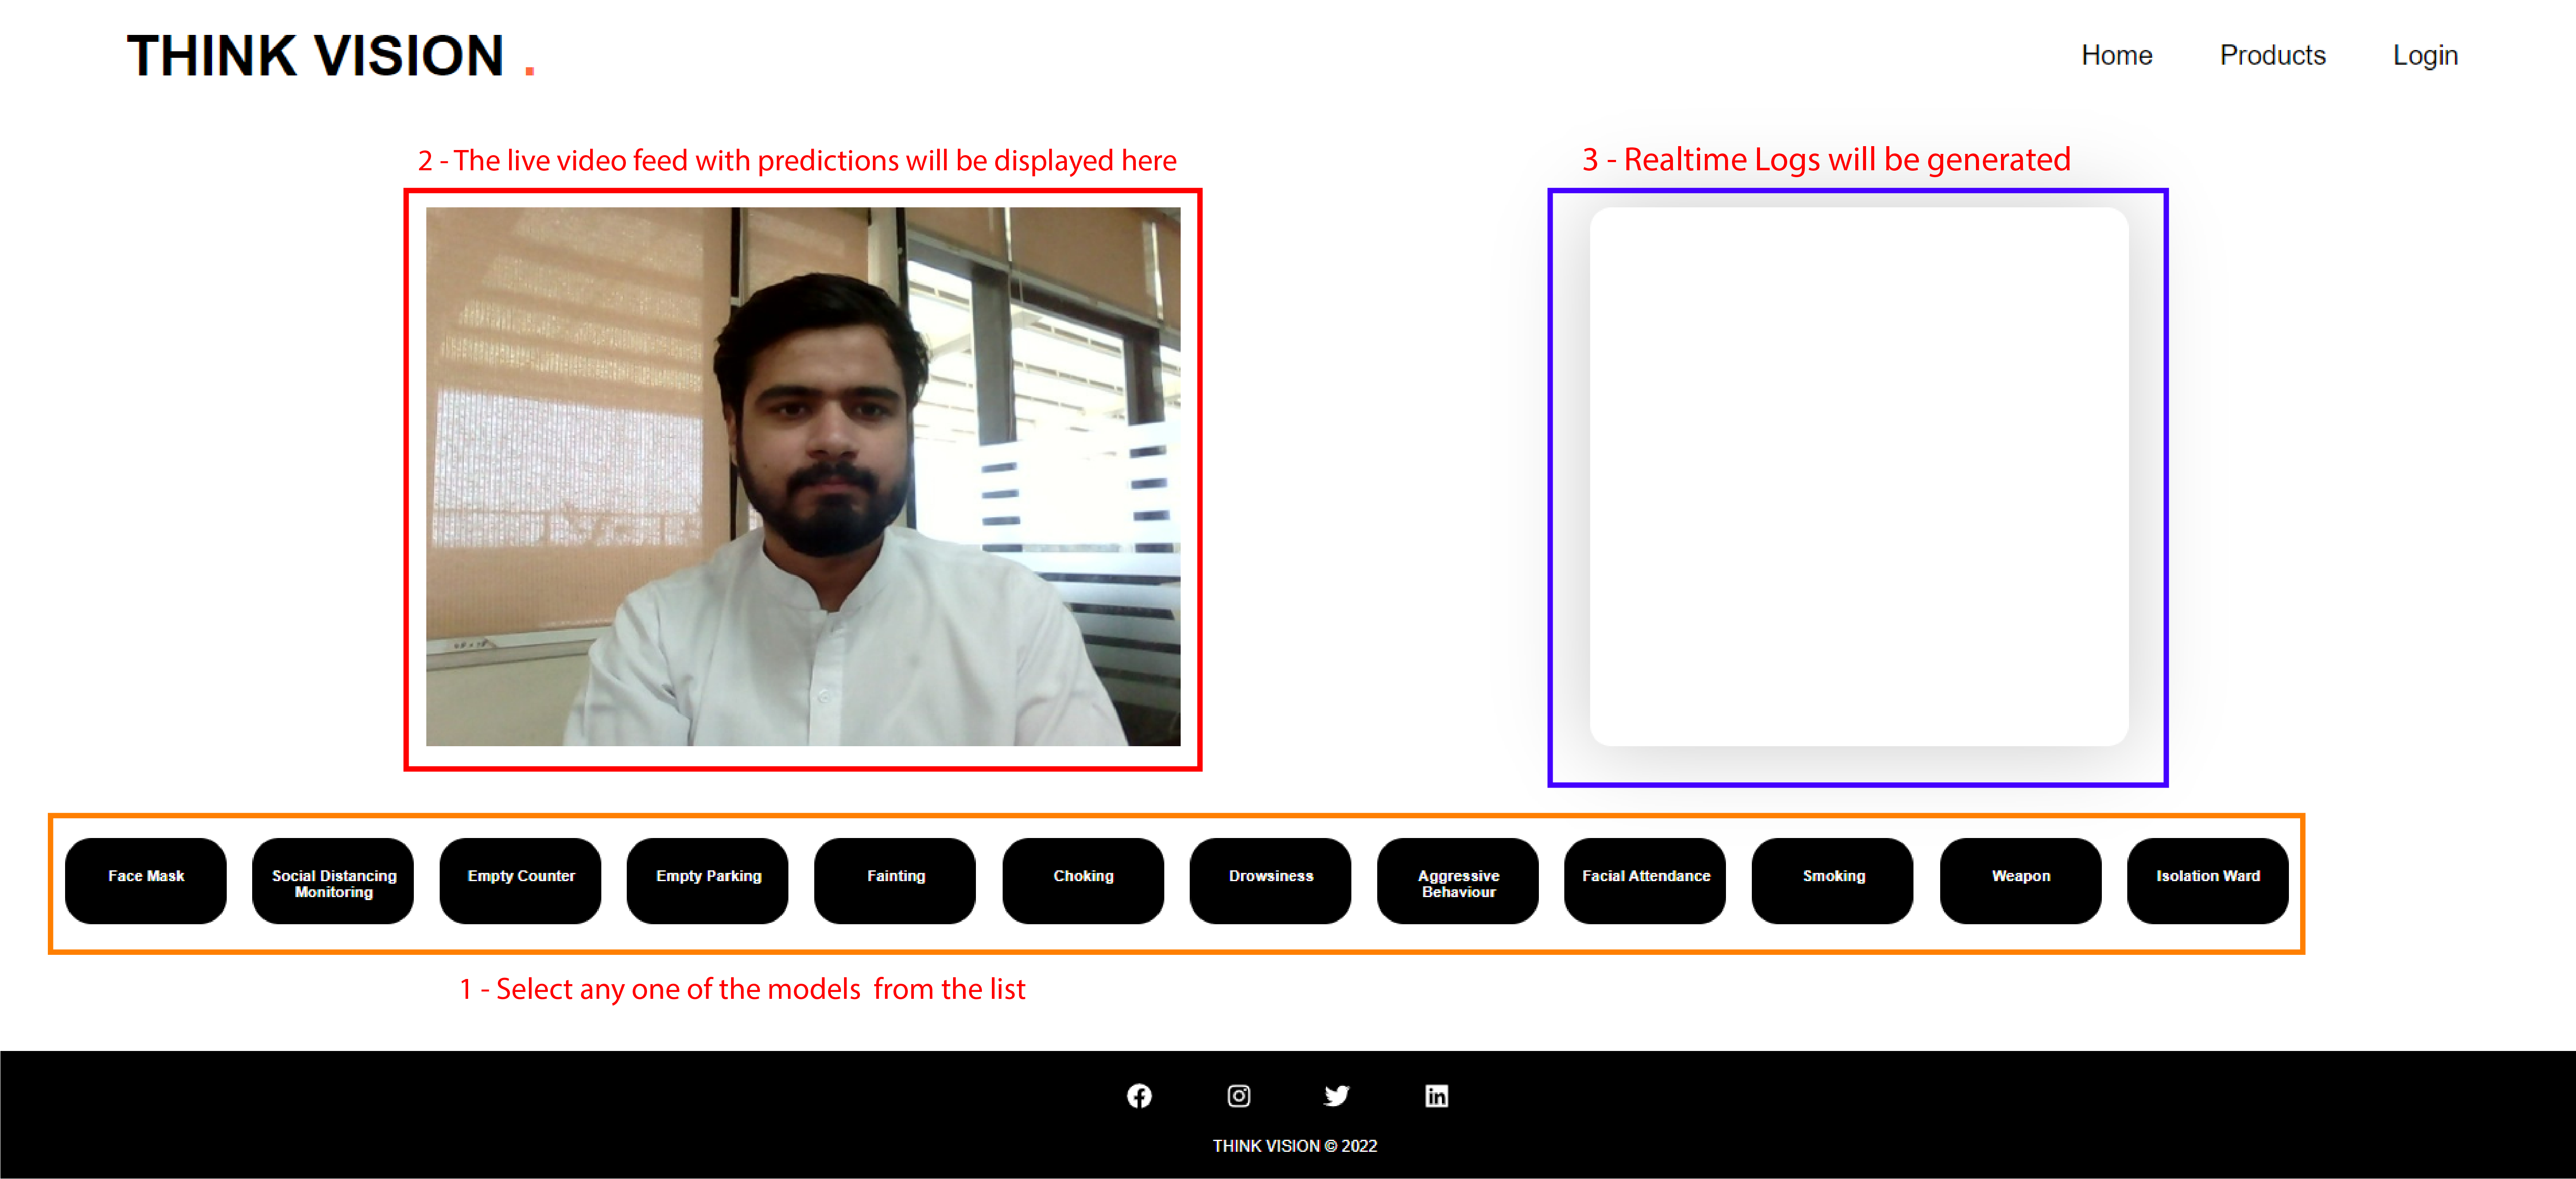 THINK VISION .
Home
Products
Login
2 - The live video feed with predictions will be displayed here
3 - Realtime Logs will be generated
Face Mask
Social Distancing
Monitoring
Empty Counter
Empty Parking
Fainting
Choking
Drowsiness
Aggressive
Behaviour
Facial Attendance
Smoking
Weapon
Isolation Ward
1 - Select any one of the models  from the list
THINK VISION © 2022